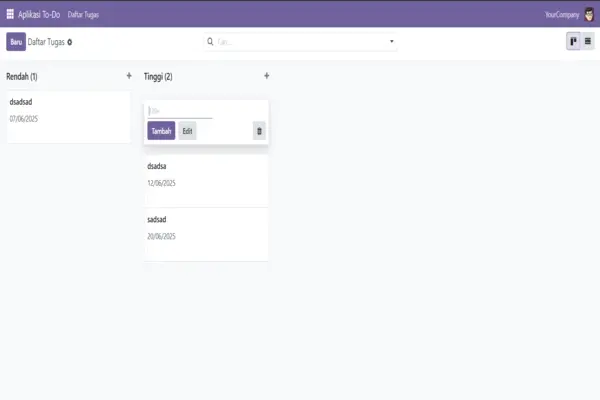 Aplikasi To-Do Daftar Tugas YourCompany
Baru Daftar Tugas Cari...
Rendah (1) +
dsadsad
07/06/2025
Tinggi (2) +
Title
Tambah Edit
dsadsa
12/06/2025
sadsad
20/06/2025